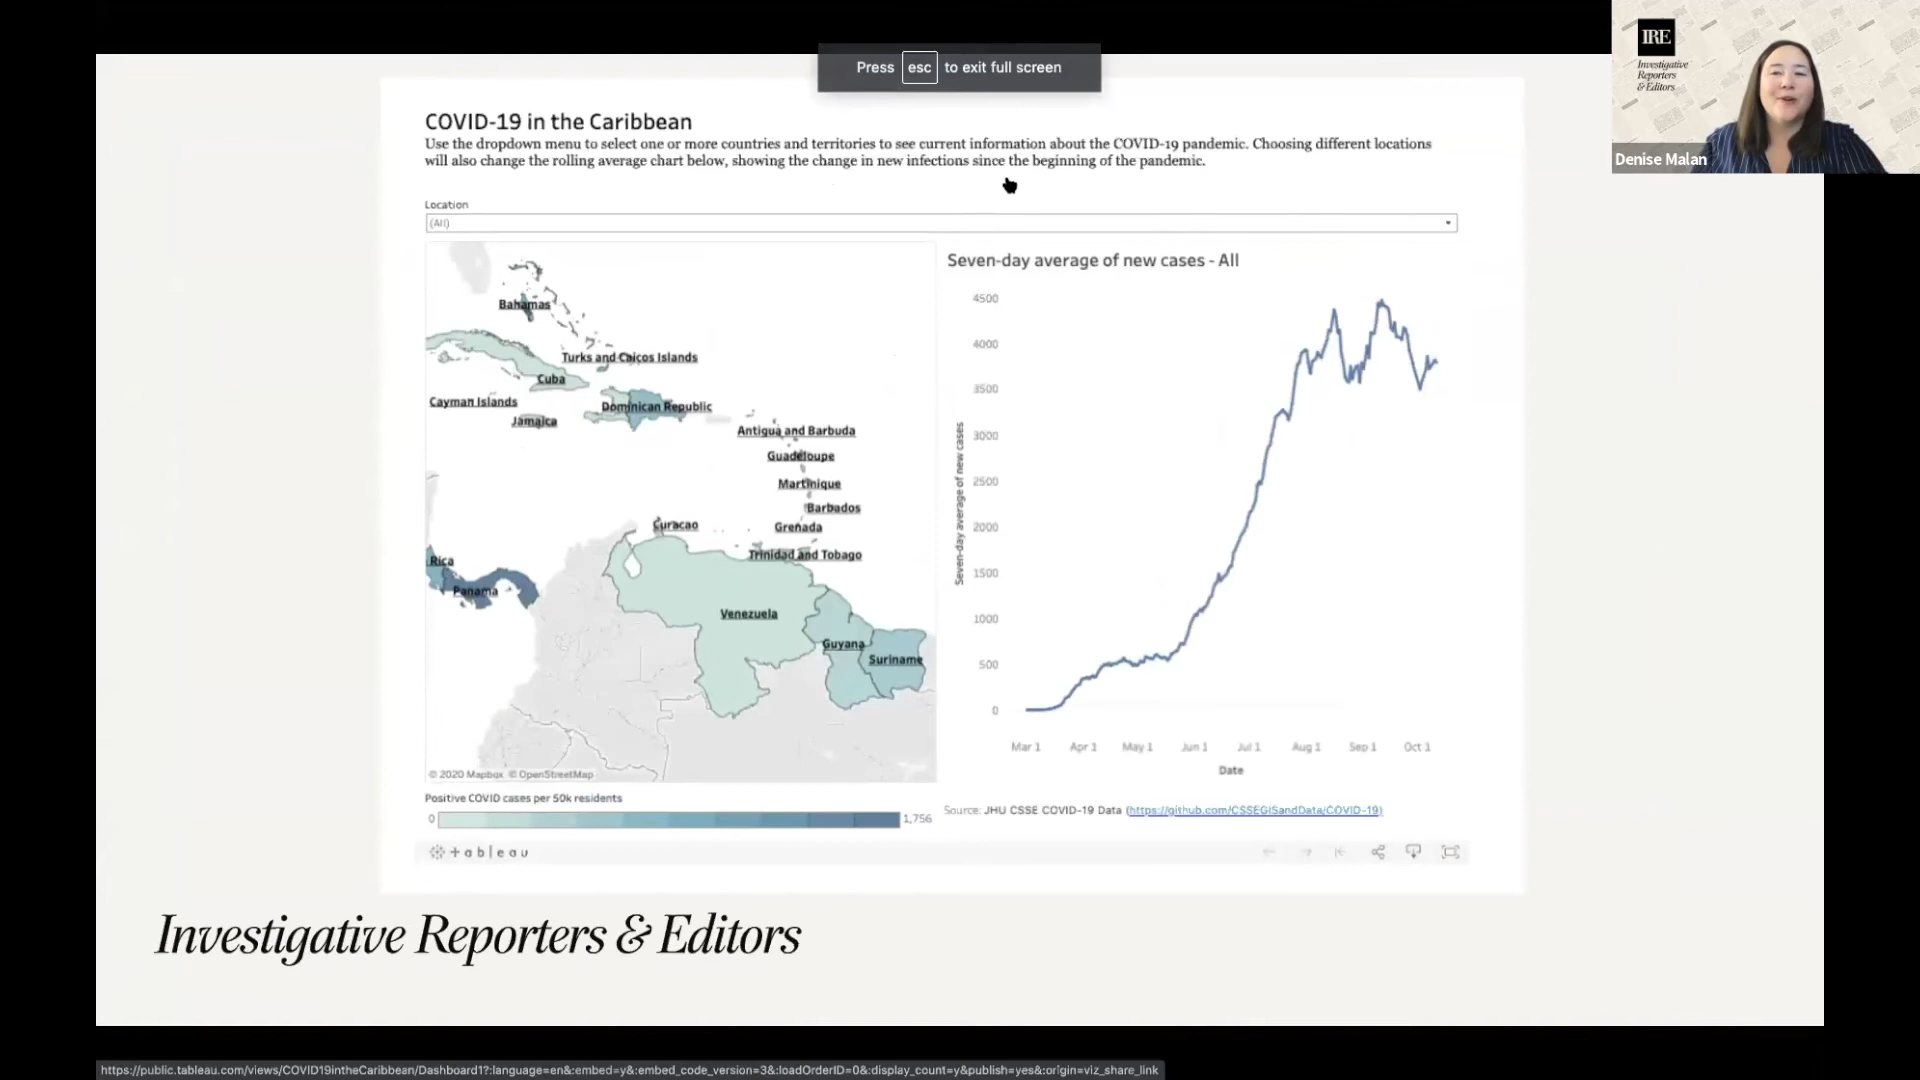 Press esc to exit full screen
IRE
Investigative
Reporters
& Editors
Denise Malan
COVID-19 in the Caribbean
Use the dropdown menu to select one or more countries and territories to see current information about the COVID-19 pandemic. Choosing different locations
will also change the rolling average chart below, showing the change in new infections since the beginning of the pandemic.
Location
(All)
Bahamas
Turks and Caicos Islands
Cuba
Cayman Islands
Dominican Republic
Jamaica
Antigua and Barbuda
Guadeloupe
Martinique
Barbados
Curacao
Grenada
Trinidad and Tobago
Rica
Panama
Venezuela
Guyana
Suriname
© 2020 Mapbox © OpenStreetMap
Positive COVID cases per 50k residents
0
1,756
Seven-day average of new cases - All
Seven-day average of new cases
4500
4000
3500
3000
2500
2000
1500
1000
500
0
Mar 1 Apr 1 May 1 Jun 1 Jul 1 Aug 1 Sep 1 Oct 1
Date
Source: JHU CSSE COVID-19 Data (https://github.com/CSSEGISandData/COVID-19)
+ a b l e a u
Investigative Reporters & Editors
https://public.tableau.com/views/COVID19intheCaribbean/Dashboard1?:language=en&:embed=y&:embed_code_version=3&:loadOrderID=0&:display_count=y&publish=yes&:origin=viz_share_link